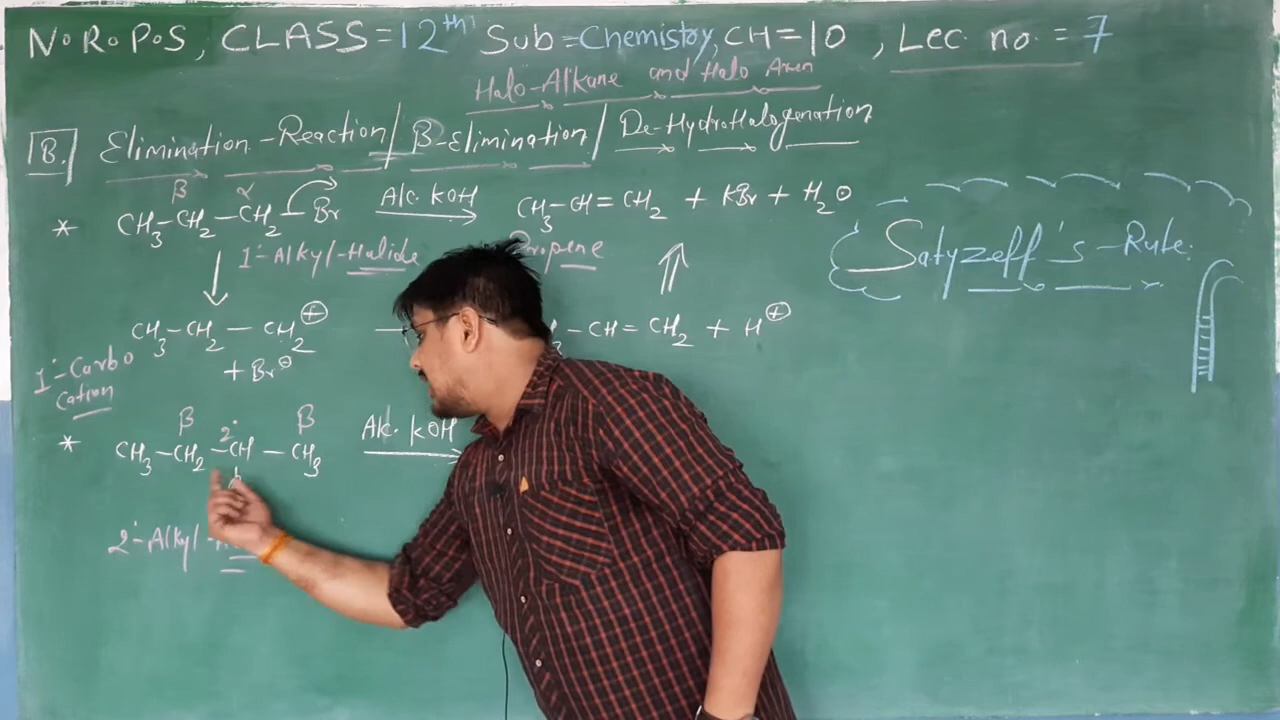 N.R.P.S, CLASS=12th Sub=Chemistry, CH=10, Lec no. = 7
Halo-Alkane and Halo Aren
B. Elimination-Reaction/ β-Elimination/ De-HydroHalogenation
β α
* CH3-CH2-CH2-Br Alc. KOH CH3-CH=CH2 + KBr + H2O
1°-Alkyl-Halide Propene
Satyzeff's-Rule.
CH3-CH2-CH2⊕ -CH=CH2 + H⊕
+ Br⊖
1°-Carbo
Cation
β 2° β
* CH3-CH2-CH-CH3 Alc. KOH
2°-Alkyl-